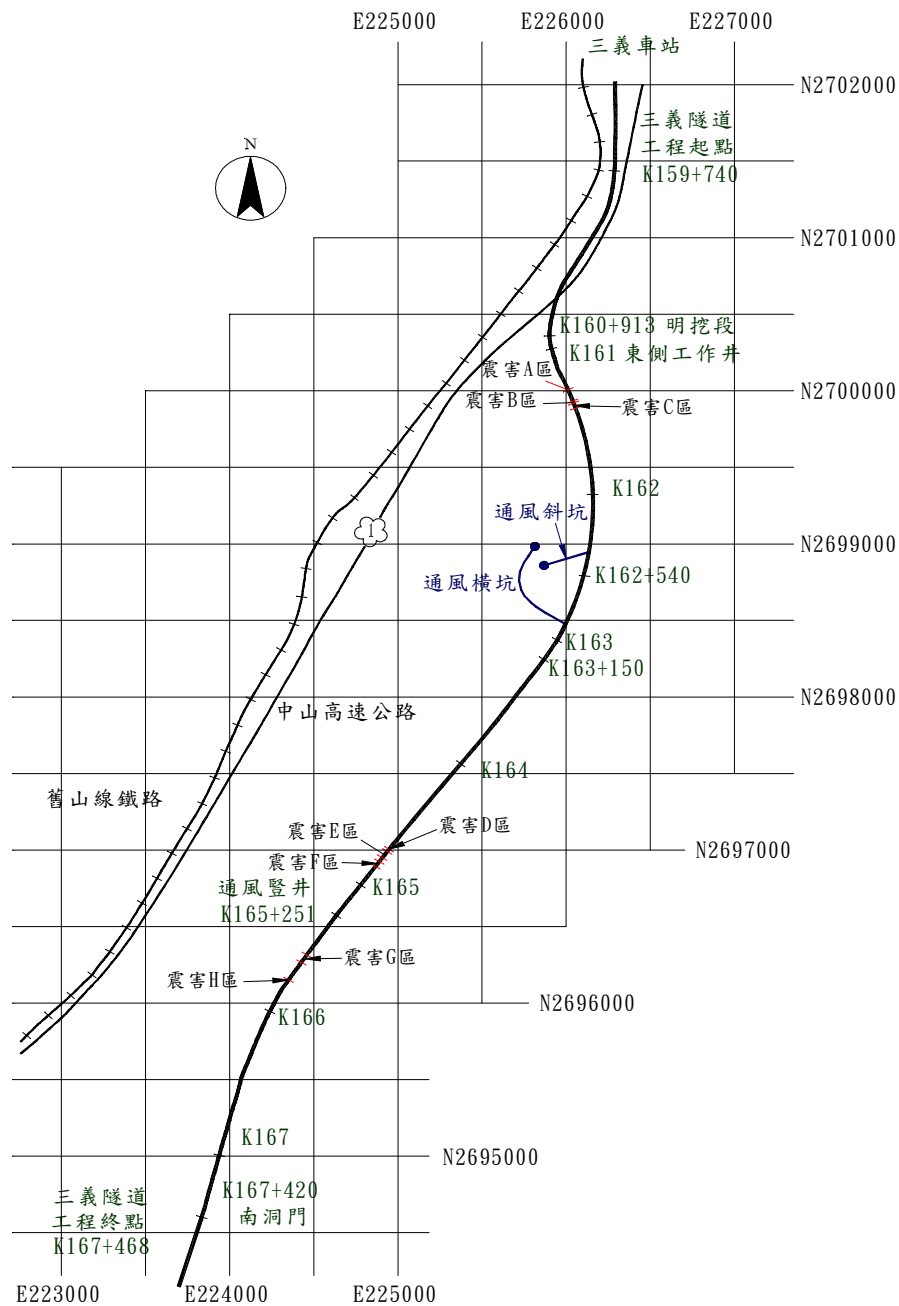 E225000
E226000
E227000
三義車站
N2702000
三義隧道
工程起點
K159+740
N
N2701000
K160+913 明挖段
K161 東側工作井
震害A區
震害B區
震害C區
N2700000
K162
通風斜坑
1
N2699000
通風橫坑
K162+540
K163
K163+150
N2698000
中山高速公路
K164
舊山線鐵路
震害D區
震害E區
震害F區
N2697000
通風豎井
K165+251
K165
震害G區
震害H區
N2696000
K166
K167
N2695000
K167+420
南洞門
三義隧道
工程終點
K167+468
E223000
E224000
E225000